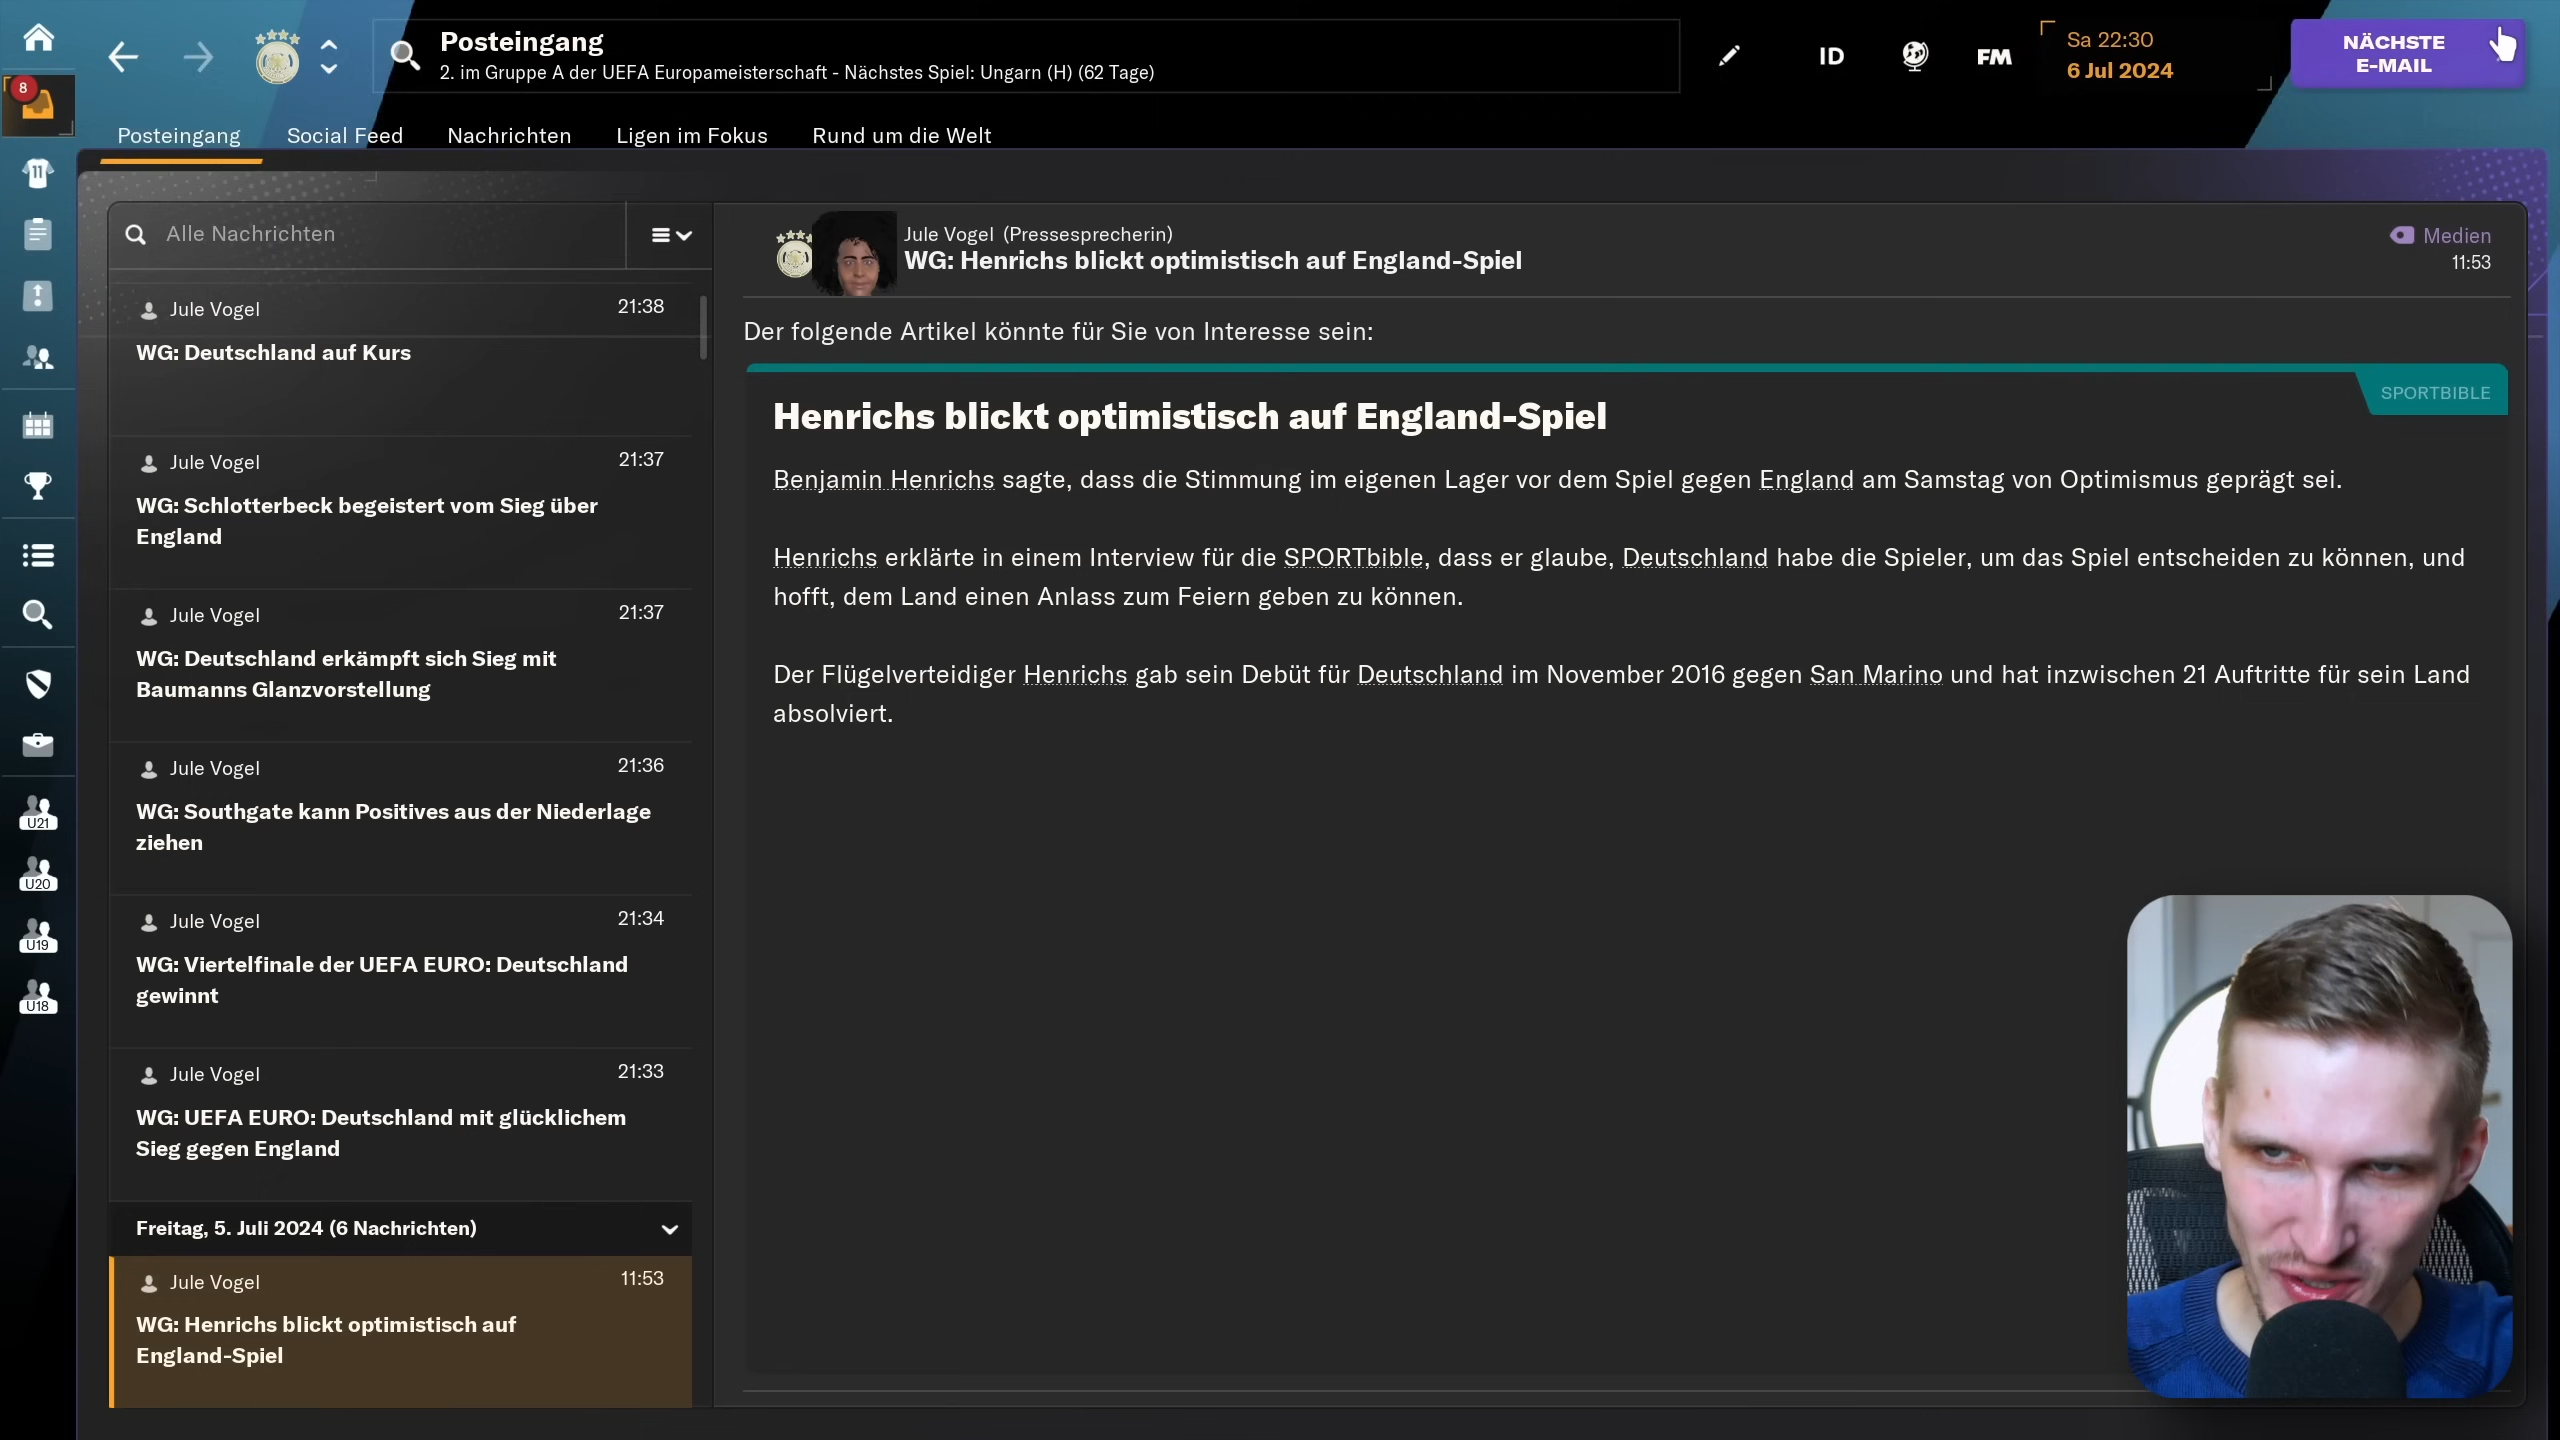 Posteingang
2. im Gruppe A der UEFA Europameisterschaft - Nächstes Spiel: Ungarn (H) (62 Tage)
ID
FM
Sa 22:30
6 Jul 2024
NÄCHSTE
E-MAIL
8
Posteingang
Social Feed
Nachrichten
Ligen im Fokus
Rund um die Welt
11
U21
U20
U19
U18
Alle Nachrichten
Jule Vogel
21:38
WG: Deutschland auf Kurs
Jule Vogel
21:37
WG: Schlotterbeck begeistert vom Sieg über
England
Jule Vogel
21:37
WG: Deutschland erkämpft sich Sieg mit
Baumanns Glanzvorstellung
Jule Vogel
21:36
WG: Southgate kann Positives aus der Niederlage
ziehen
Jule Vogel
21:34
WG: Viertelfinale der UEFA EURO: Deutschland
gewinnt
Jule Vogel
21:33
WG: UEFA EURO: Deutschland mit glücklichem
Sieg gegen England
Freitag, 5. Juli 2024 (6 Nachrichten)
Jule Vogel
11:53
WG: Henrichs blickt optimistisch auf
England-Spiel
Jule Vogel (Pressesprecherin)
WG: Henrichs blickt optimistisch auf England-Spiel
Medien
11:53
Der folgende Artikel könnte für Sie von Interesse sein:
SPORTBIBLE
Henrichs blickt optimistisch auf England-Spiel
Benjamin Henrichs sagte, dass die Stimmung im eigenen Lager vor dem Spiel gegen England am Samstag von Optimismus geprägt sei.
Henrichs erklärte in einem Interview für die SPORTbible, dass er glaube, Deutschland habe die Spieler, um das Spiel entscheiden zu können, und
hofft, dem Land einen Anlass zum Feiern geben zu können.
Der Flügelverteidiger Henrichs gab sein Debüt für Deutschland im November 2016 gegen San Marino und hat inzwischen 21 Auftritte für sein Land
absolviert.